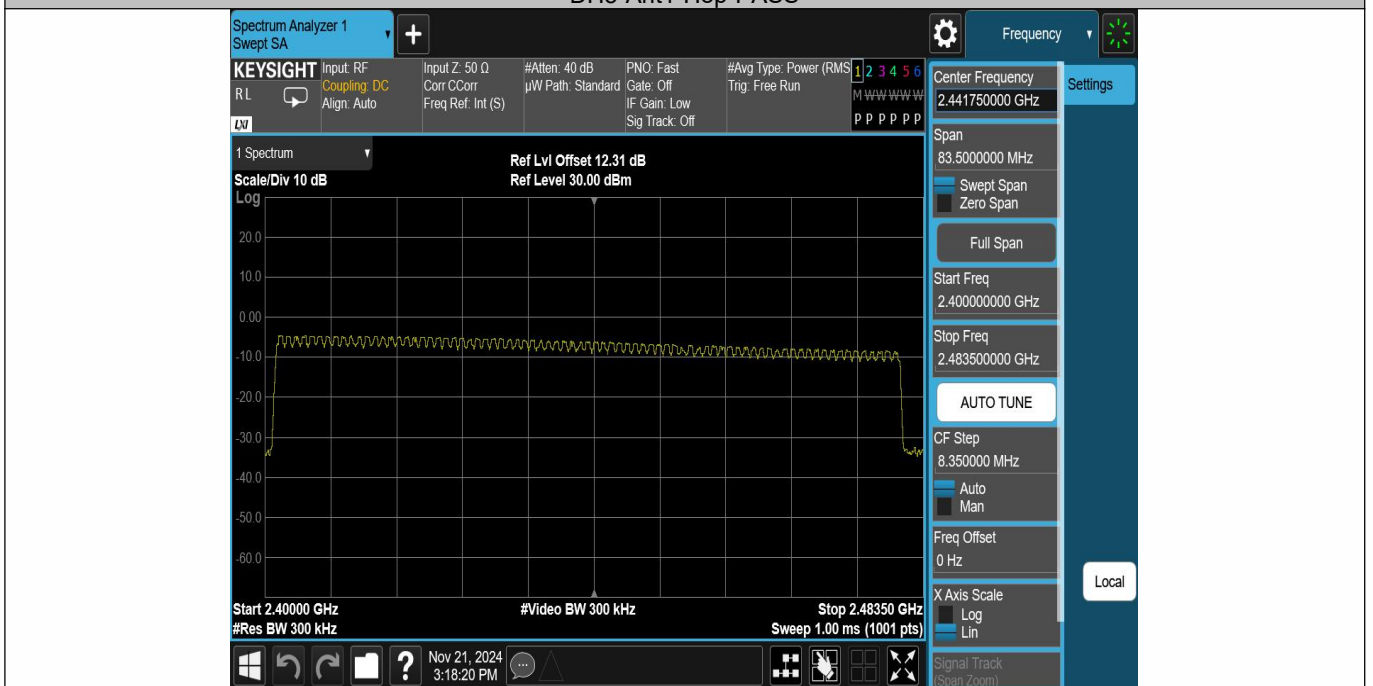 Spectrum Analyzer 1
Swept SA
+
Frequency
KEYSIGHT
RL
LXI
Input: RF
Coupling: DC
Align: Auto
Input Z: 50 Ω
Corr CCorr
Freq Ref: Int (S)
#Atten: 40 dB
µW Path: Standard
PNO: Fast
Gate: Off
IF Gain: Low
Sig Track: Off
#Avg Type: Power (RMS
Trig: Free Run
1 2 3 4 5 6
M W W W W W
P P P P P P
Center Frequency
2.441750000 GHz
Settings
1 Spectrum
Ref Lvl Offset 12.31 dB
Scale/Div 10 dB
Ref Level 30.00 dBm
Log
20.0
10.0
0.00
-10.0
-20.0
-30.0
-40.0
-50.0
-60.0
Start 2.40000 GHz
#Video BW 300 kHz
Stop 2.48350 GHz
#Res BW 300 kHz
Sweep 1.00 ms (1001 pts)
Span
83.5000000 MHz
Swept Span
Zero Span
Full Span
Start Freq
2.400000000 GHz
Stop Freq
2.483500000 GHz
AUTO TUNE
CF Step
8.350000 MHz
Auto
Man
Freq Offset
0 Hz
X Axis Scale
Log
Lin
Local
Signal Track
(Span Zoom)
?
Nov 21, 2024
3:18:20 PM